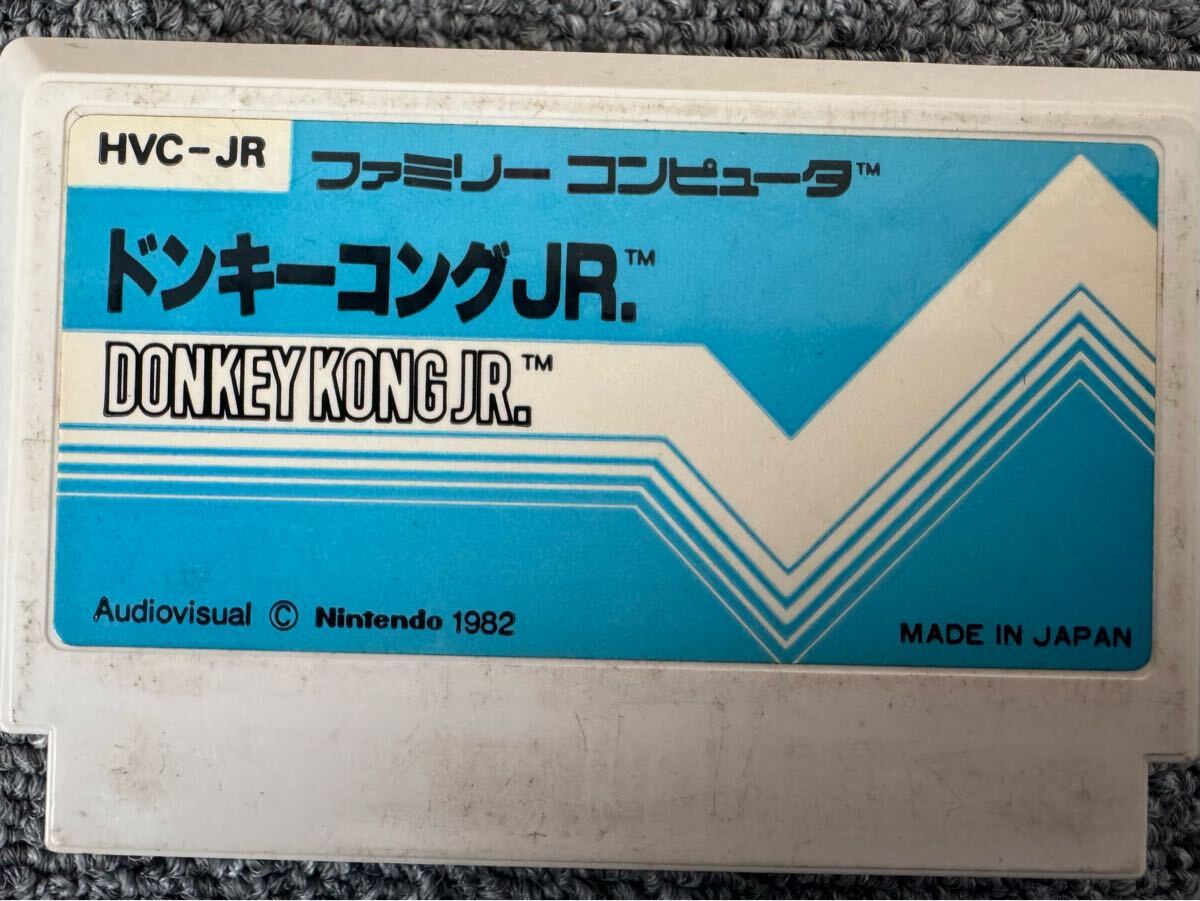 HVC-JR
ファミリー コンピュータ™
ドンキーコングJR.™
DONKEY KONG JR.™
Audiovisual © Nintendo 1982
MADE IN JAPAN